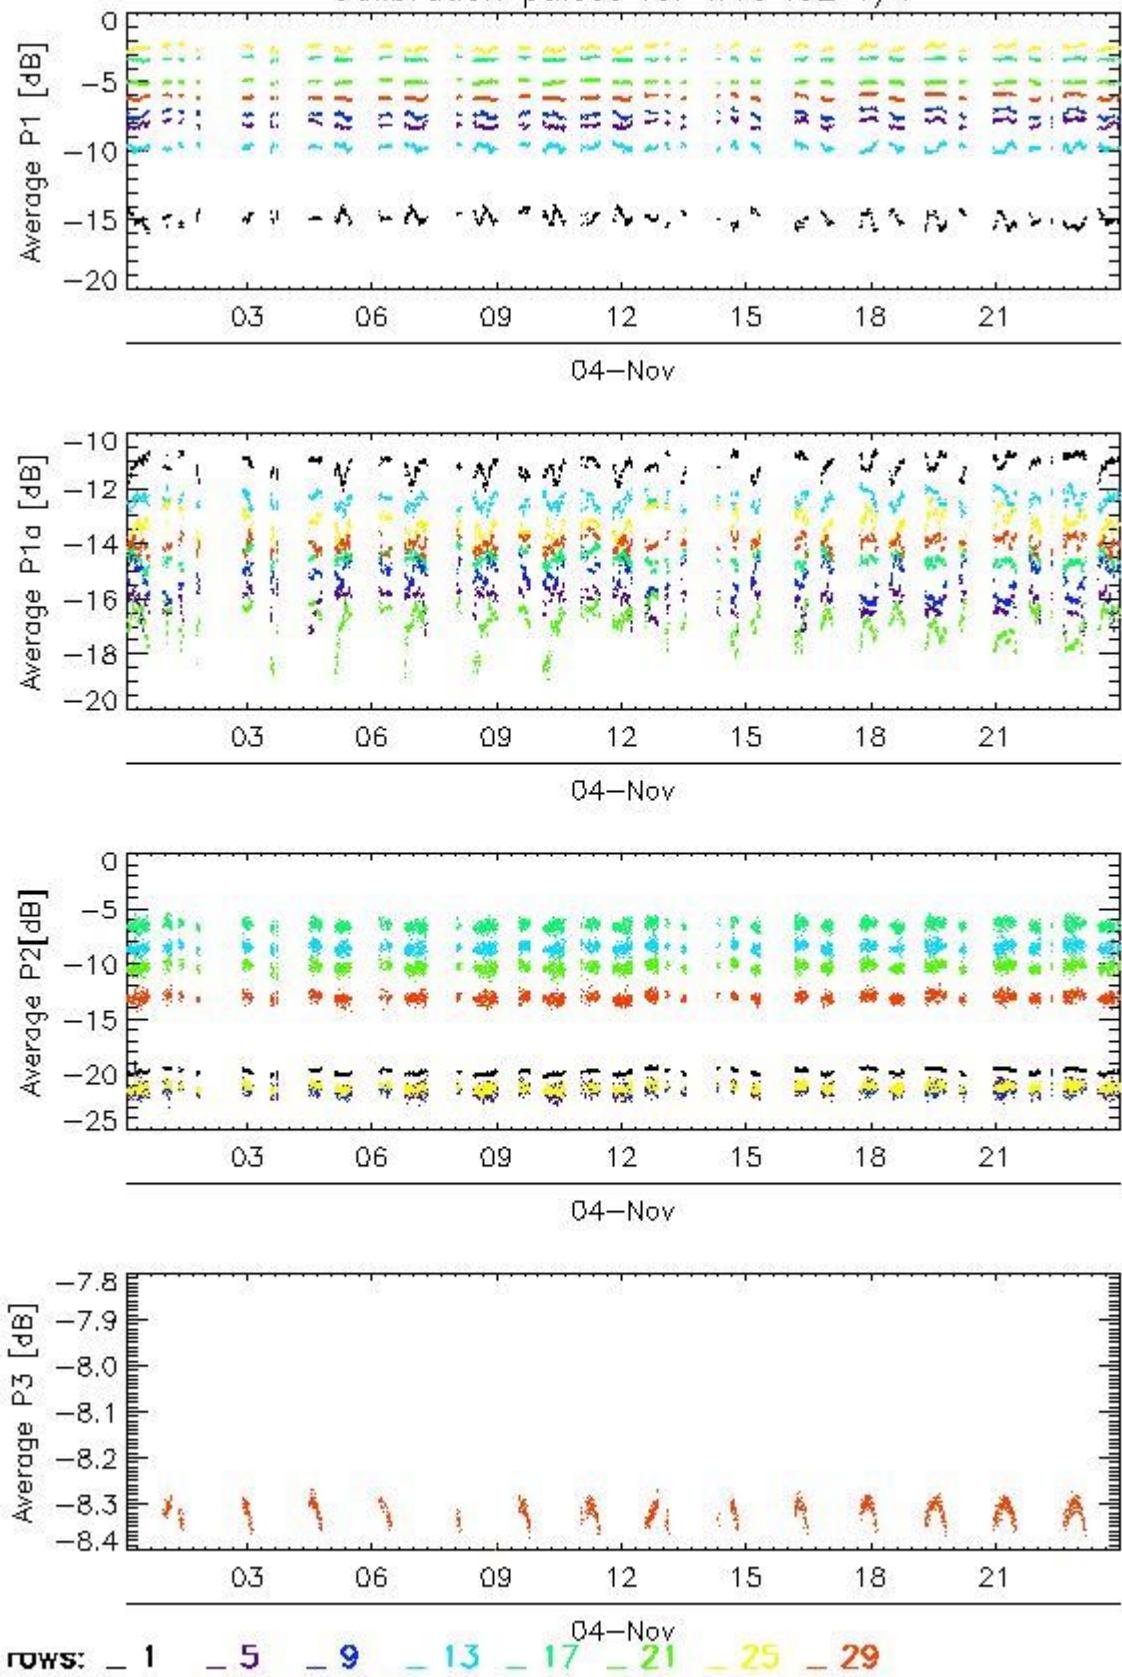 0
−5
−10
−15
−20
Average P1 [dB]
03 06 09 12 15 18 21
04−Nov
−10
−12
−14
−16
−18
−20
Average P1a [dB]
03 06 09 12 15 18 21
04−Nov
0
−5
−10
−15
−20
−25
Average P2[dB]
03 06 09 12 15 18 21
04−Nov
−7.8
−7.9
−8.0
−8.1
−8.2
−8.3
−8.4
Average P3 [dB]
03 06 09 12 15 18 21
04−Nov
rows: _ 1 _ 5 _ 9 _ 13 _ 17 _ 21 _ 25 _ 29